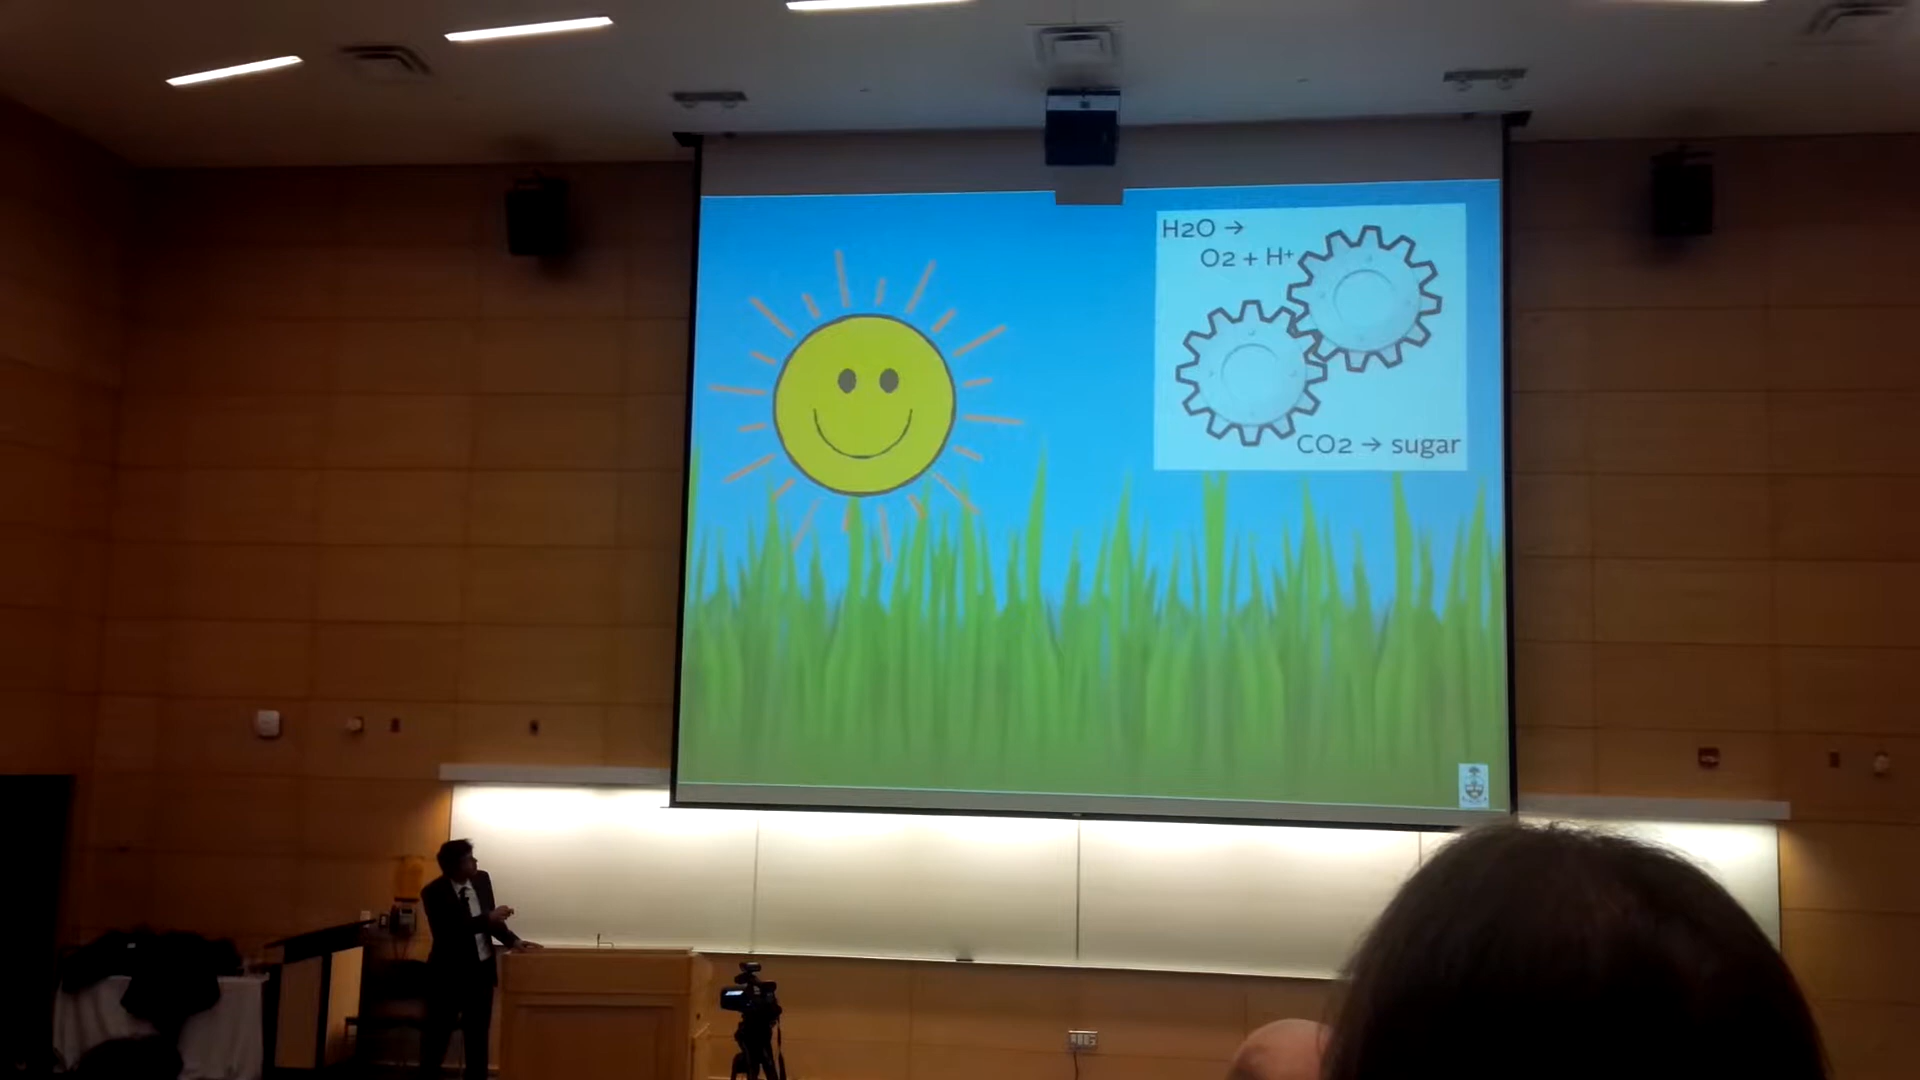 H2O →
O2 + H+
CO2 → sugar